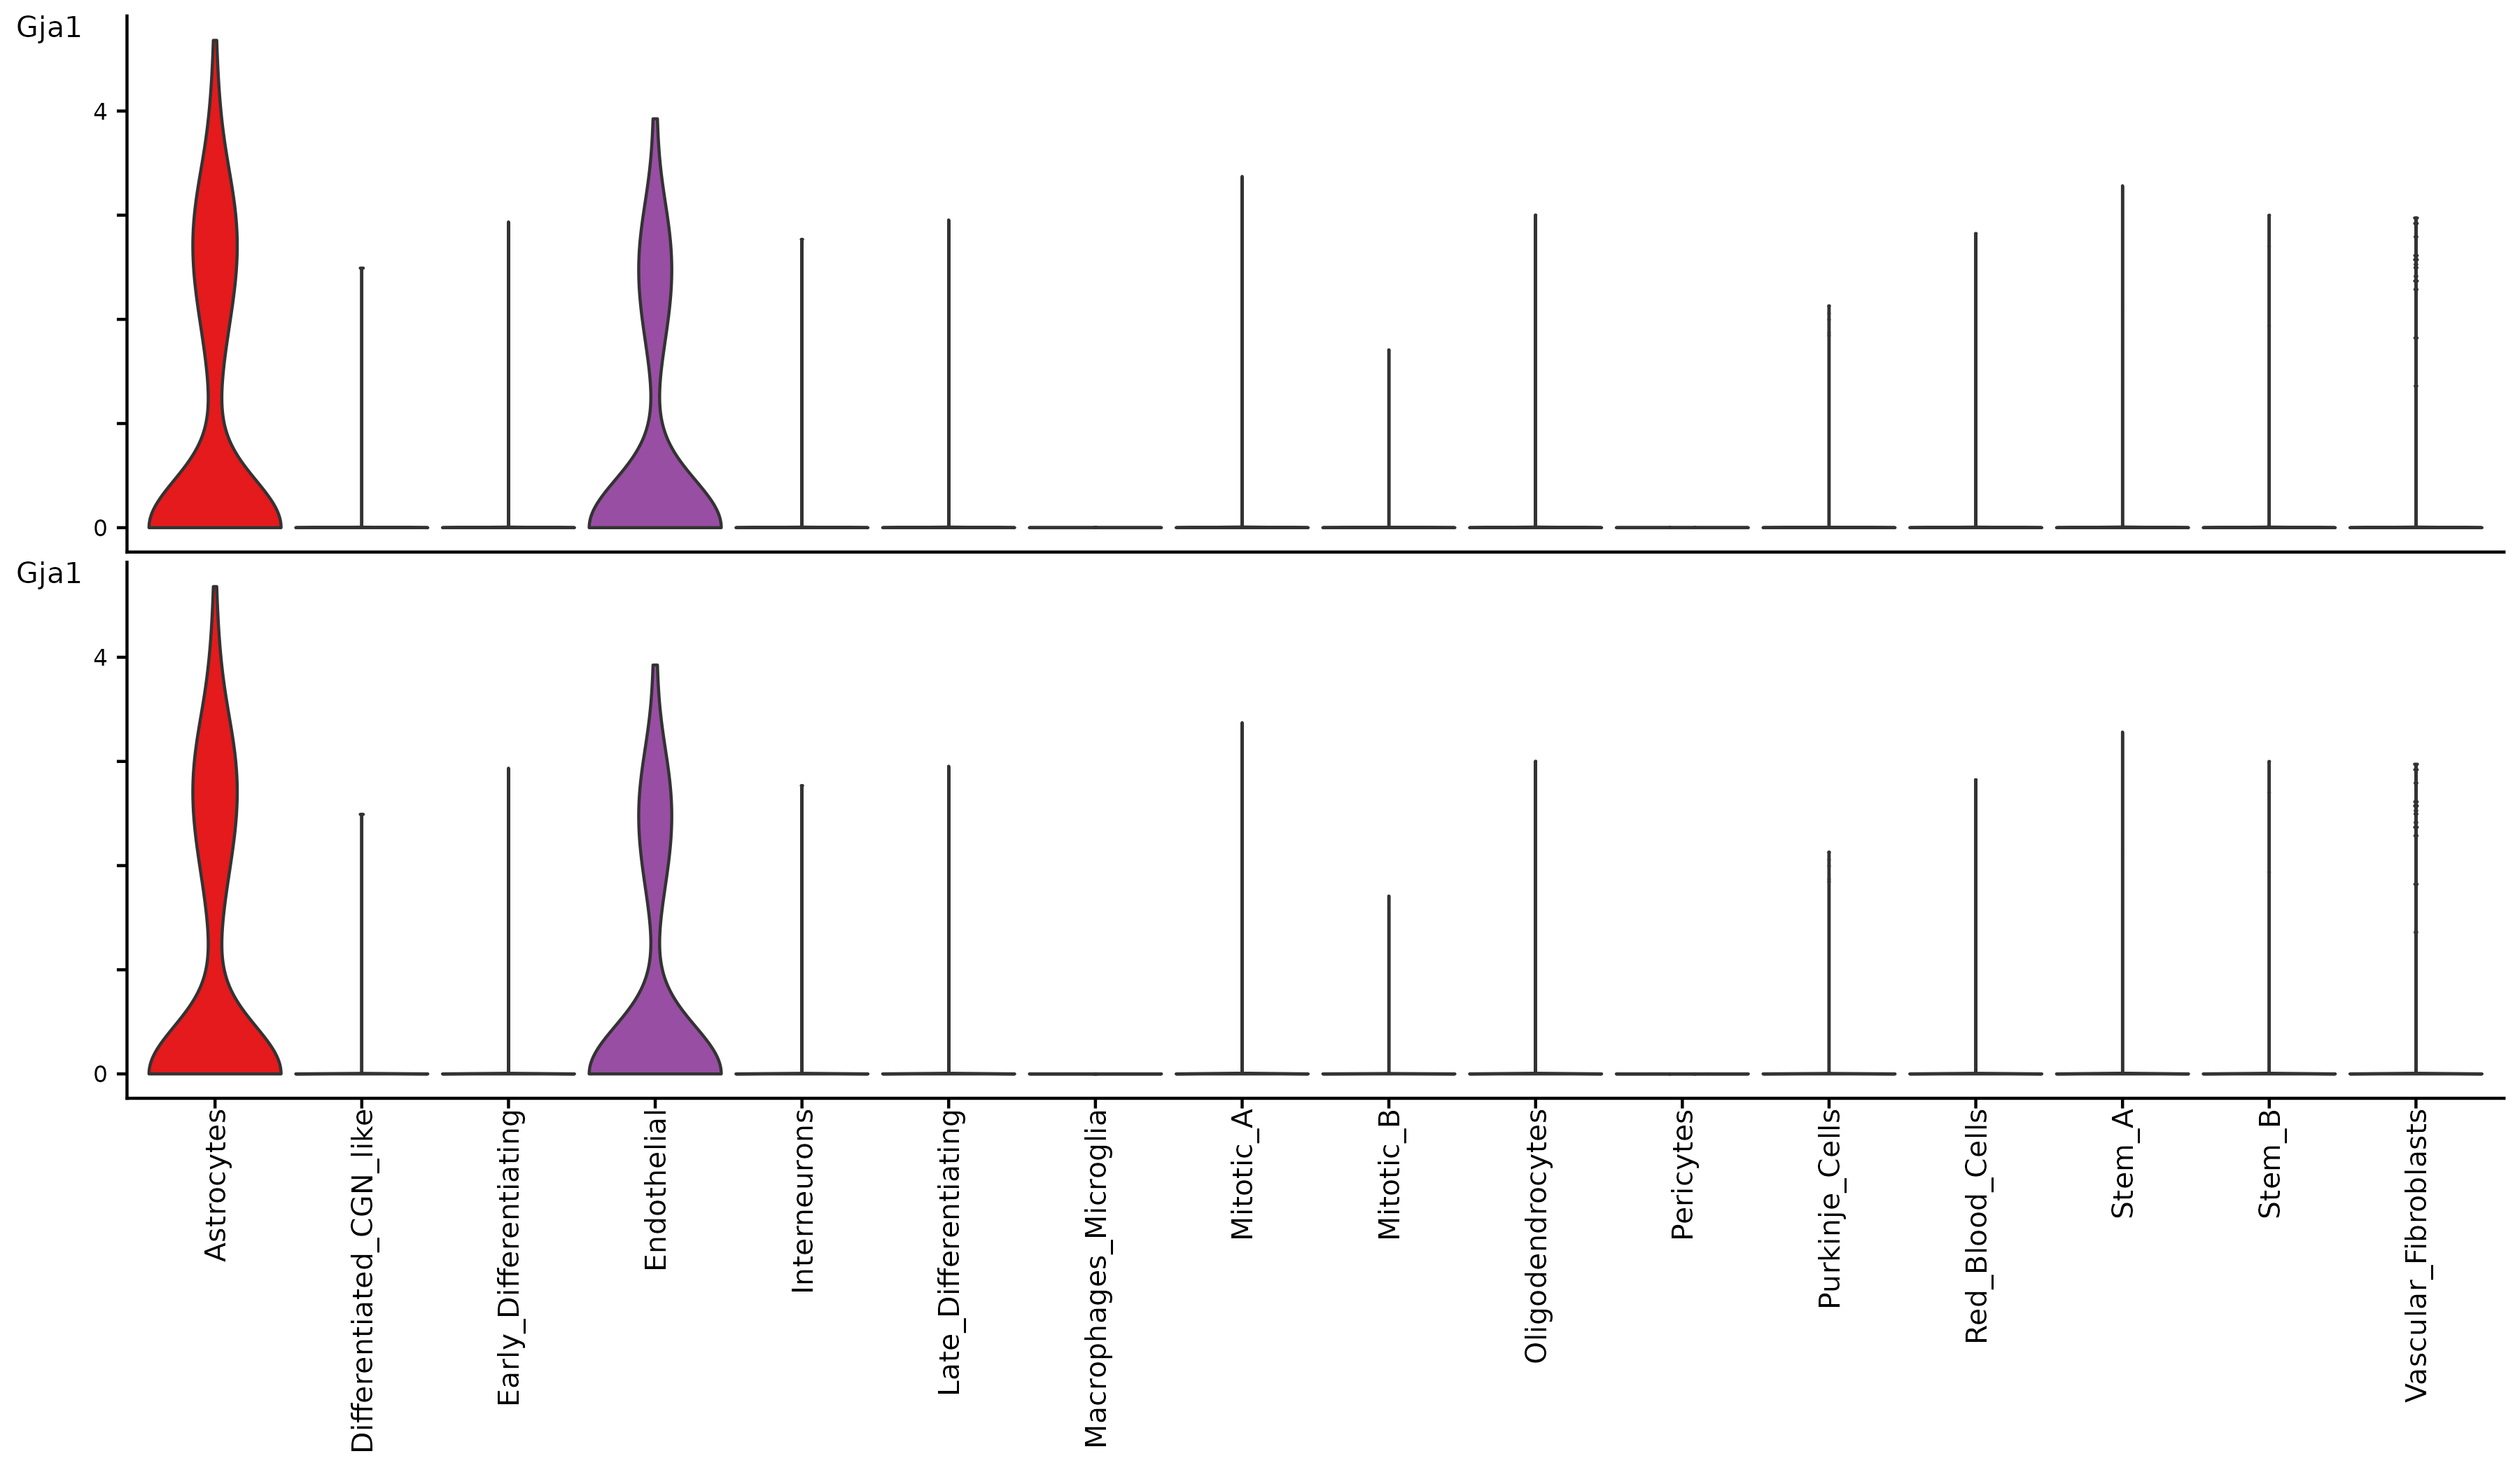 Gja1
4
0
Gja1
4
0
Astrocytes
Differentiated_CGN_like
Early_Differentiating
Endothelial
Interneurons
Late_Differentiating
Macrophages_Microglia
Mitotic_A
Mitotic_B
Oligodendrocytes
Pericytes
Purkinje_Cells
Red_Blood_Cells
Stem_A
Stem_B
Vascular_Fibroblasts